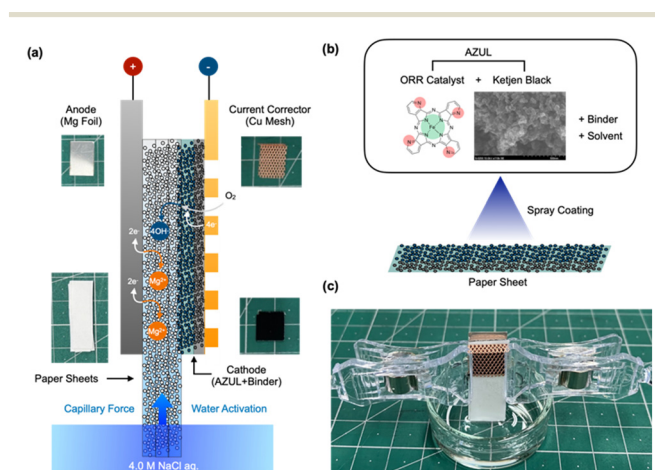 (a)
+
-
Anode
(Mg Foil)
Current Corrector
(Cu Mesh)
O2
4OH-
4e-
2e-
Mg2+
2e-
Mg2+
Paper Sheets
Cathode
(AZUL+Binder)
Capillary Force
Water Activation
4.0 M NaCl aq.
(b)
AZUL
ORR Catalyst + Ketjen Black
N
N
N
N
N
N
N
N
Fe
+ Binder
+ Solvent
Spray Coating
Paper Sheet
(c)